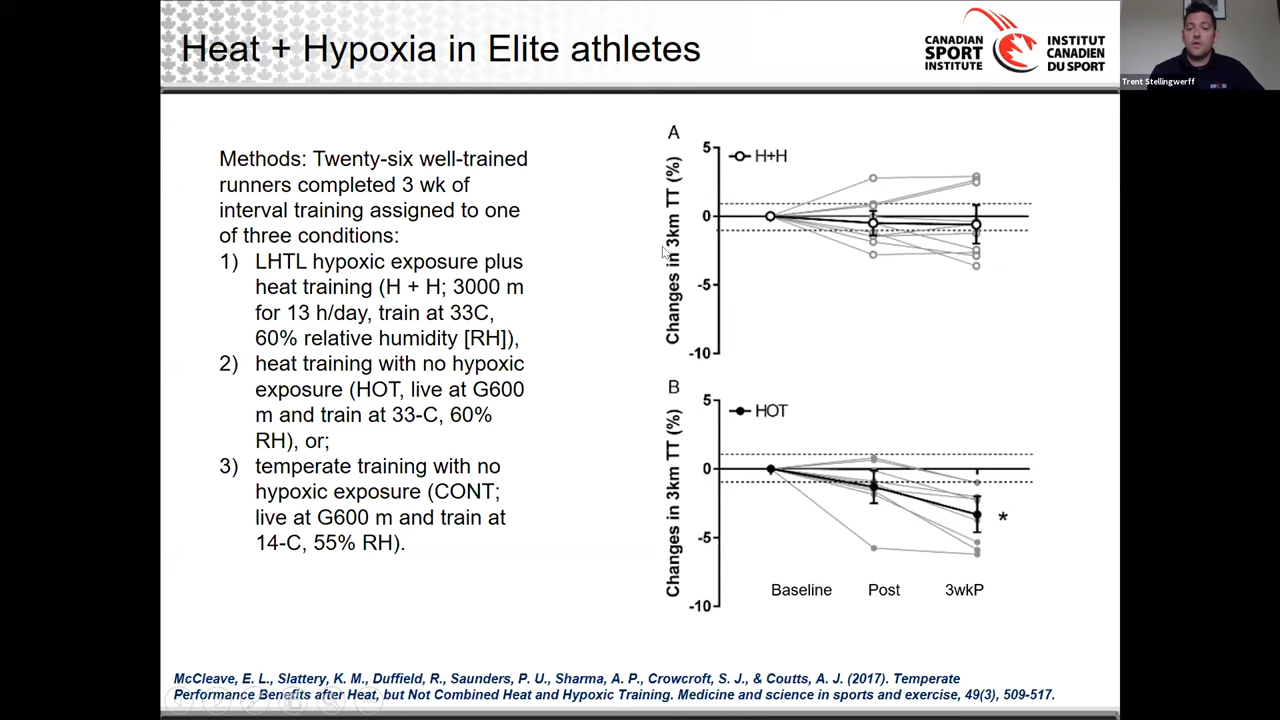 Heat + Hypoxia in Elite athletes
CANADIAN
SPORT
INSTITUTE
INSTITUT
CANADIEN
DU SPORT
Trent Stellingwerff
Methods: Twenty-six well-trained
runners completed 3 wk of
interval training assigned to one
of three conditions:
1) LHTL hypoxic exposure plus
heat training (H + H; 3000 m
for 13 h/day, train at 33C,
60% relative humidity [RH]),
2) heat training with no hypoxic
exposure (HOT, live at G600
m and train at 33-C, 60%
RH), or;
3) temperate training with no
hypoxic exposure (CONT;
live at G600 m and train at
14-C, 55% RH).
A
H+H
Changes in 3km TT (%)
5
0
-5
-10
B
HOT
Changes in 3km TT (%)
5
0
-5
-10
*
Baseline Post 3wkP
McCleave, E. L., Slattery, K. M., Duffield, R., Saunders, P. U., Sharma, A. P., Crowcroft, S. J., & Coutts, A. J. (2017). Temperate
Performance Benefits after Heat, but Not Combined Heat and Hypoxic Training. Medicine and science in sports and exercise, 49(3), 509-517.